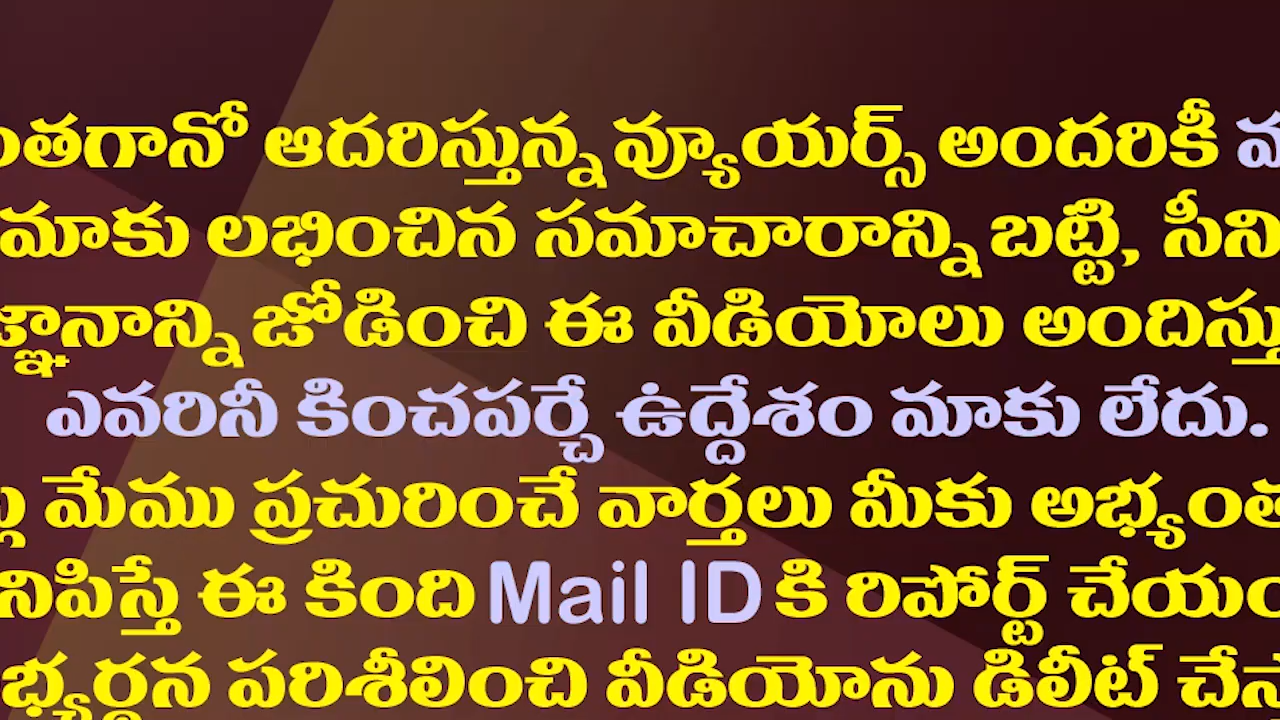 ంతగానో ఆదరిస్తున్న వ్యూయర్స్ అందరికీ
మాకు లభించిన సమాచారాన్ని బట్టి, సీని
జ్ఞానాన్ని జోడించి ఈ వీడియోలు అందిస్తు
ఎవరినీ కించపర్చే ఉద్దేశం మాకు లేదు.
మేము ప్రచురించే వార్తలు మీకు అభ్యంత
నిపిస్తే ఈ కింది Mail ID కి రిపోర్ట్ చేయం
భ్యర్థన పరిశీలించి వీడియోను డిలీట్ చేస